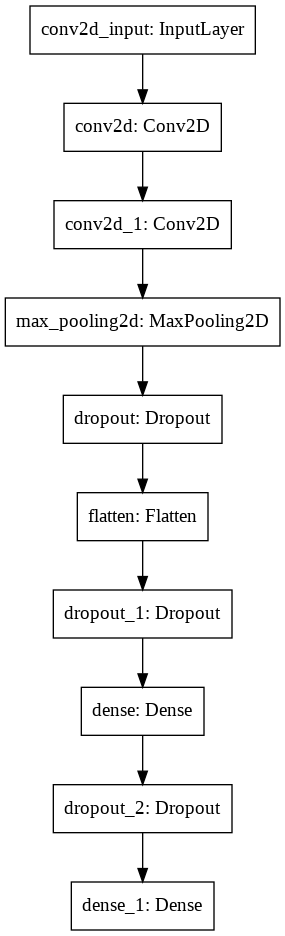 conv2d_input: InputLayer
conv2d: Conv2D
conv2d_1: Conv2D
max_pooling2d: MaxPooling2D
dropout: Dropout
flatten: Flatten
dropout_1: Dropout
dense: Dense
dropout_2: Dropout
dense_1: Dense